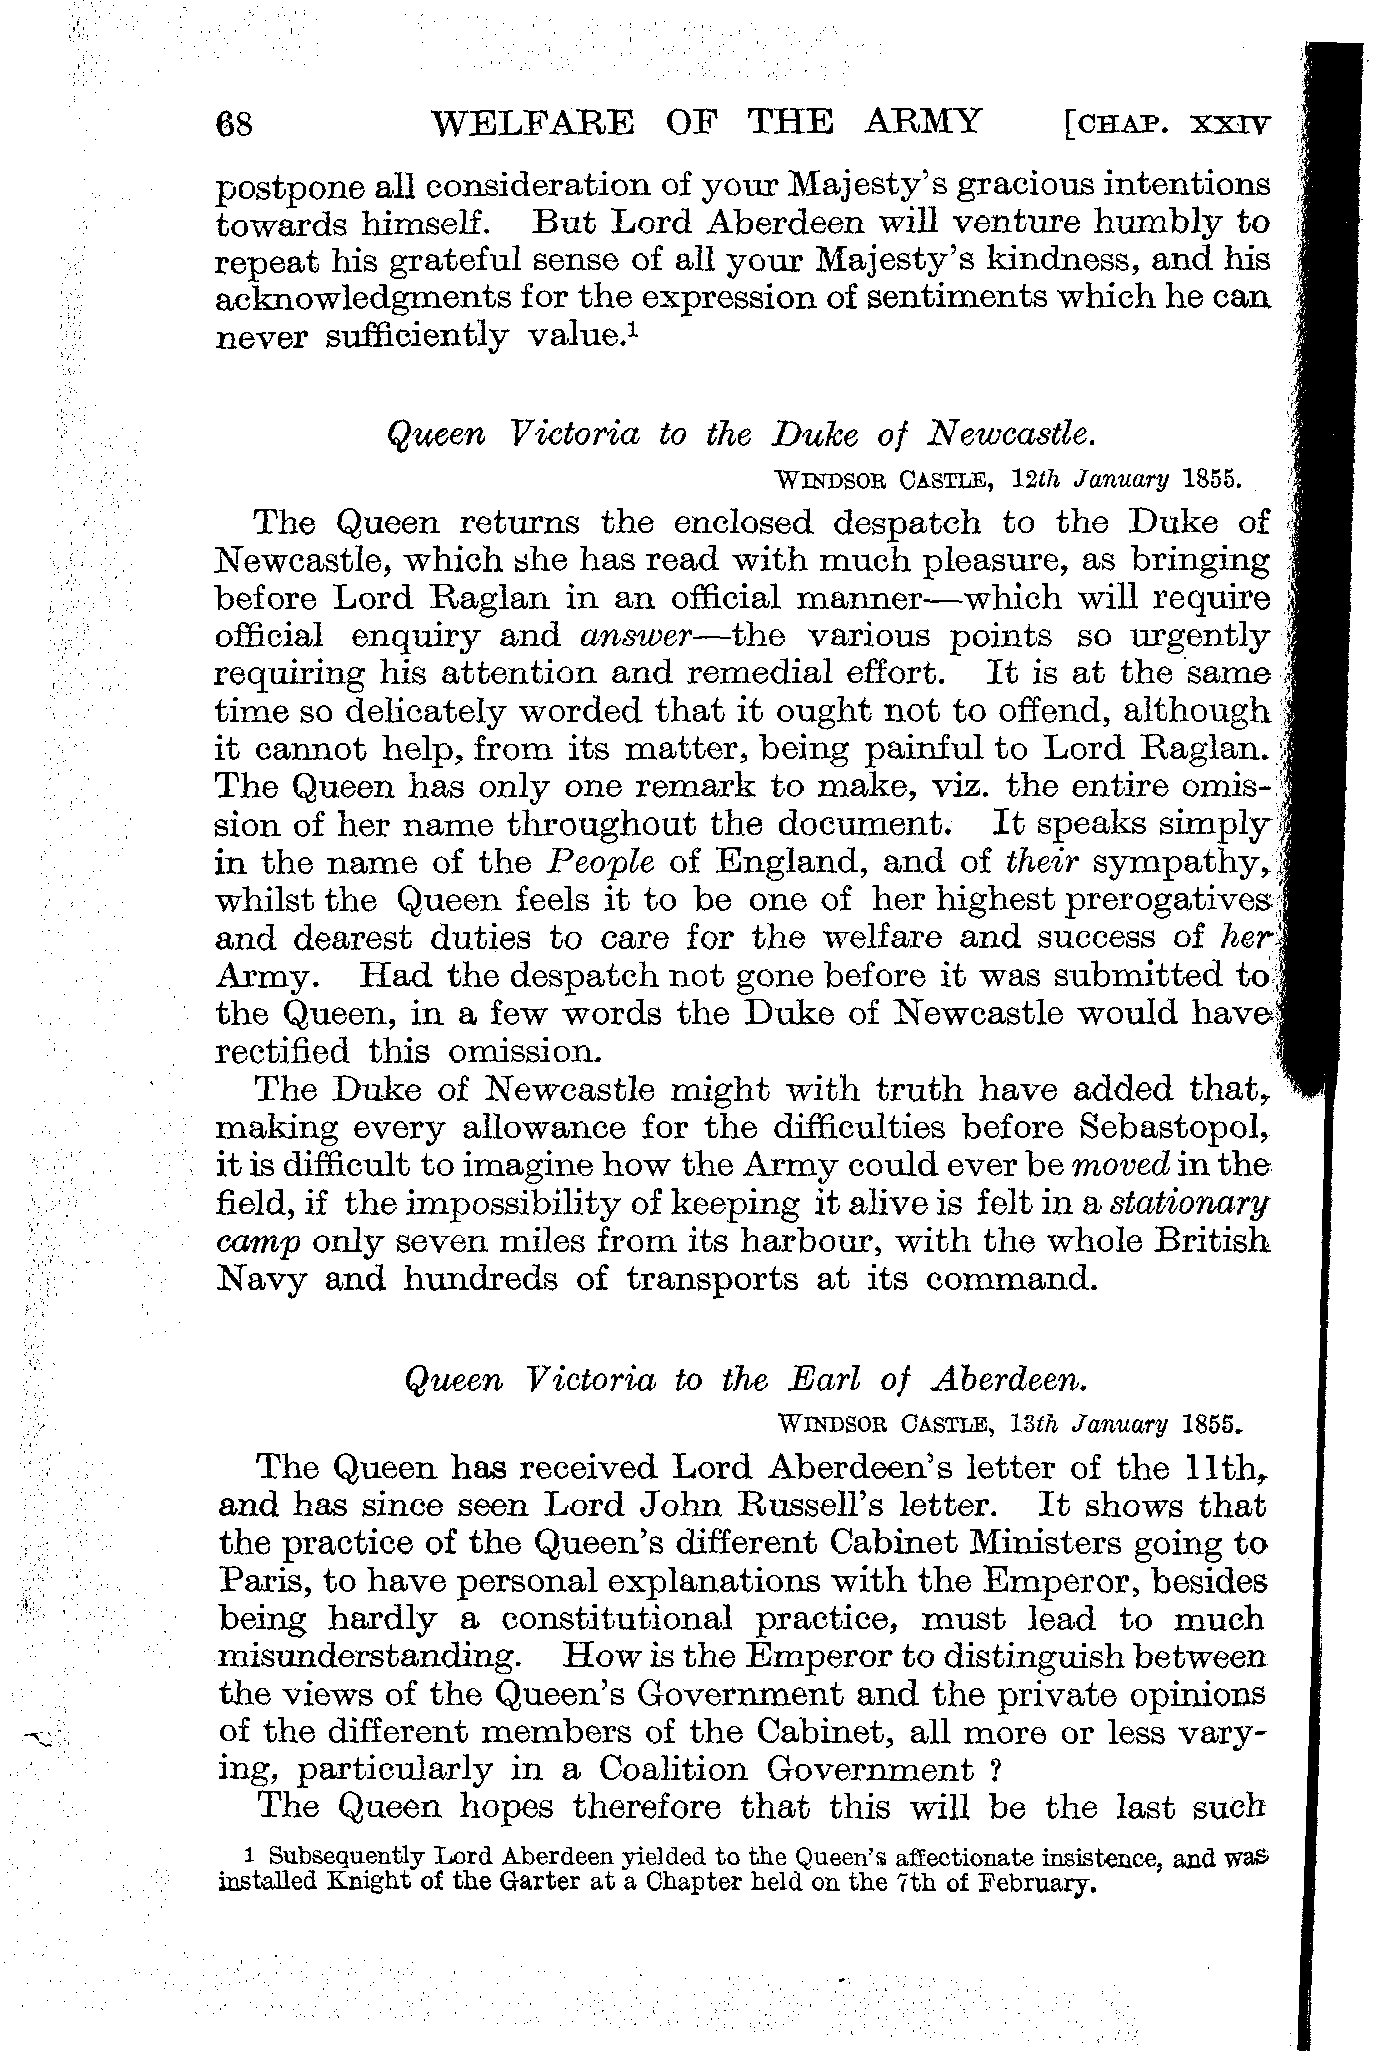 68 WELFARE OF THE ARMY [CHAP. XXIV
postpone all consideration of your Majesty's gracious intentions
towards himself. But Lord Aberdeen will venture humbly to
repeat his grateful sense of all your Majesty's kindness, and his
acknowledgments for the expression of sentiments which he can
never sufficiently value.¹
Queen Victoria to the Duke of Newcastle.
WINDSOR CASTLE, 12th January 1855.
The Queen returns the enclosed despatch to the Duke of
Newcastle, which she has read with much pleasure, as bringing
before Lord Raglan in an official manner—which will require
official enquiry and answer—the various points so urgently
requiring his attention and remedial effort. It is at the same
time so delicately worded that it ought not to offend, although
it cannot help, from its matter, being painful to Lord Raglan.
The Queen has only one remark to make, viz. the entire omis-
sion of her name throughout the document. It speaks simply
in the name of the People of England, and of their sympathy,
whilst the Queen feels it to be one of her highest prerogatives
and dearest duties to care for the welfare and success of her
Army. Had the despatch not gone before it was submitted to
the Queen, in a few words the Duke of Newcastle would have
rectified this omission.
The Duke of Newcastle might with truth have added that,
making every allowance for the difficulties before Sebastopol,
it is difficult to imagine how the Army could ever be moved in the
field, if the impossibility of keeping it alive is felt in a stationary
camp only seven miles from its harbour, with the whole British
Navy and hundreds of transports at its command.
Queen Victoria to the Earl of Aberdeen.
WINDSOR CASTLE, 13th January 1855.
The Queen has received Lord Aberdeen's letter of the 11th,
and has since seen Lord John Russell's letter. It shows that
the practice of the Queen's different Cabinet Ministers going to
Paris, to have personal explanations with the Emperor, besides
being hardly a constitutional practice, must lead to much
misunderstanding. How is the Emperor to distinguish between
the views of the Queen's Government and the private opinions
of the different members of the Cabinet, all more or less vary-
ing, particularly in a Coalition Government ?
The Queen hopes therefore that this will be the last such
1 Subsequently Lord Aberdeen yielded to the Queen's affectionate insistence, and was
installed Knight of the Garter at a Chapter held on the 7th of February.